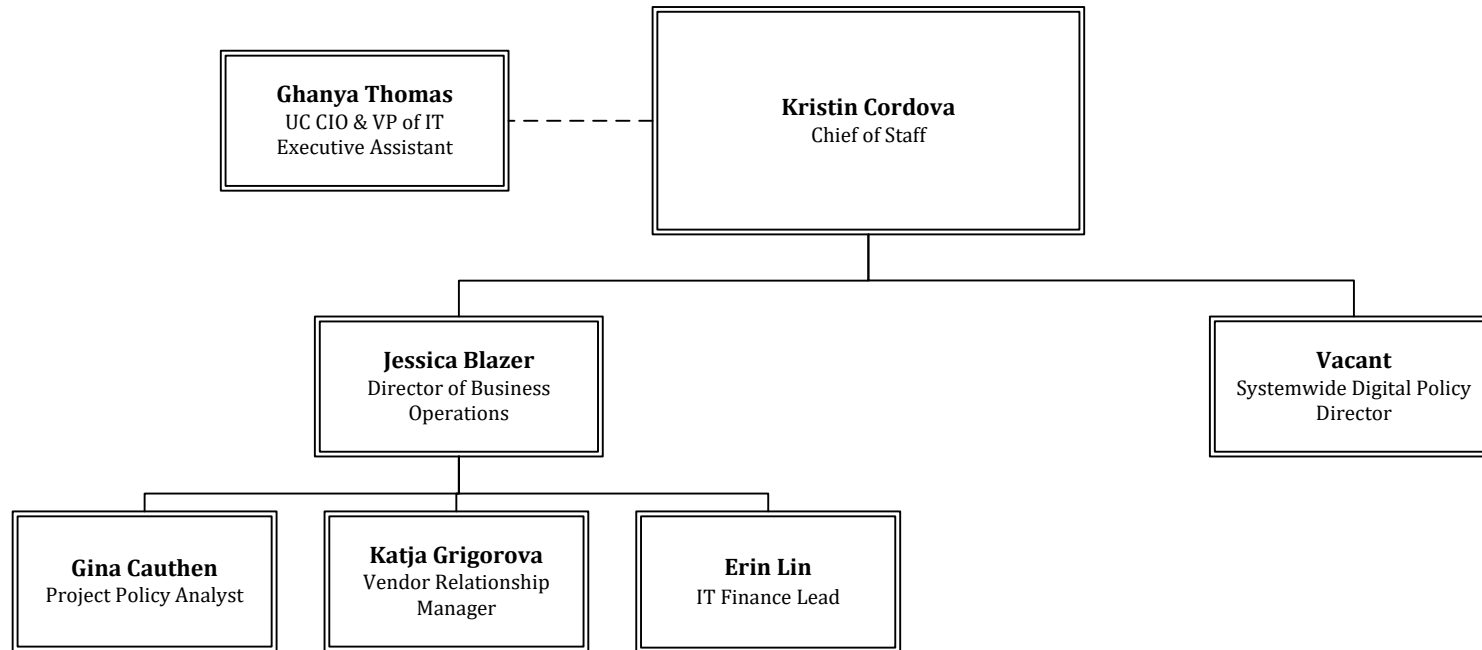 Ghanya Thomas
UC CIO & VP of IT
Executive Assistant
Kristin Cordova
Chief of Staff
Jessica Blazer
Director of Business
Operations
Vacant
Systemwide Digital Policy
Director
Gina Cauthen
Project Policy Analyst
Katja Grigorova
Vendor Relationship
Manager
Erin Lin
IT Finance Lead